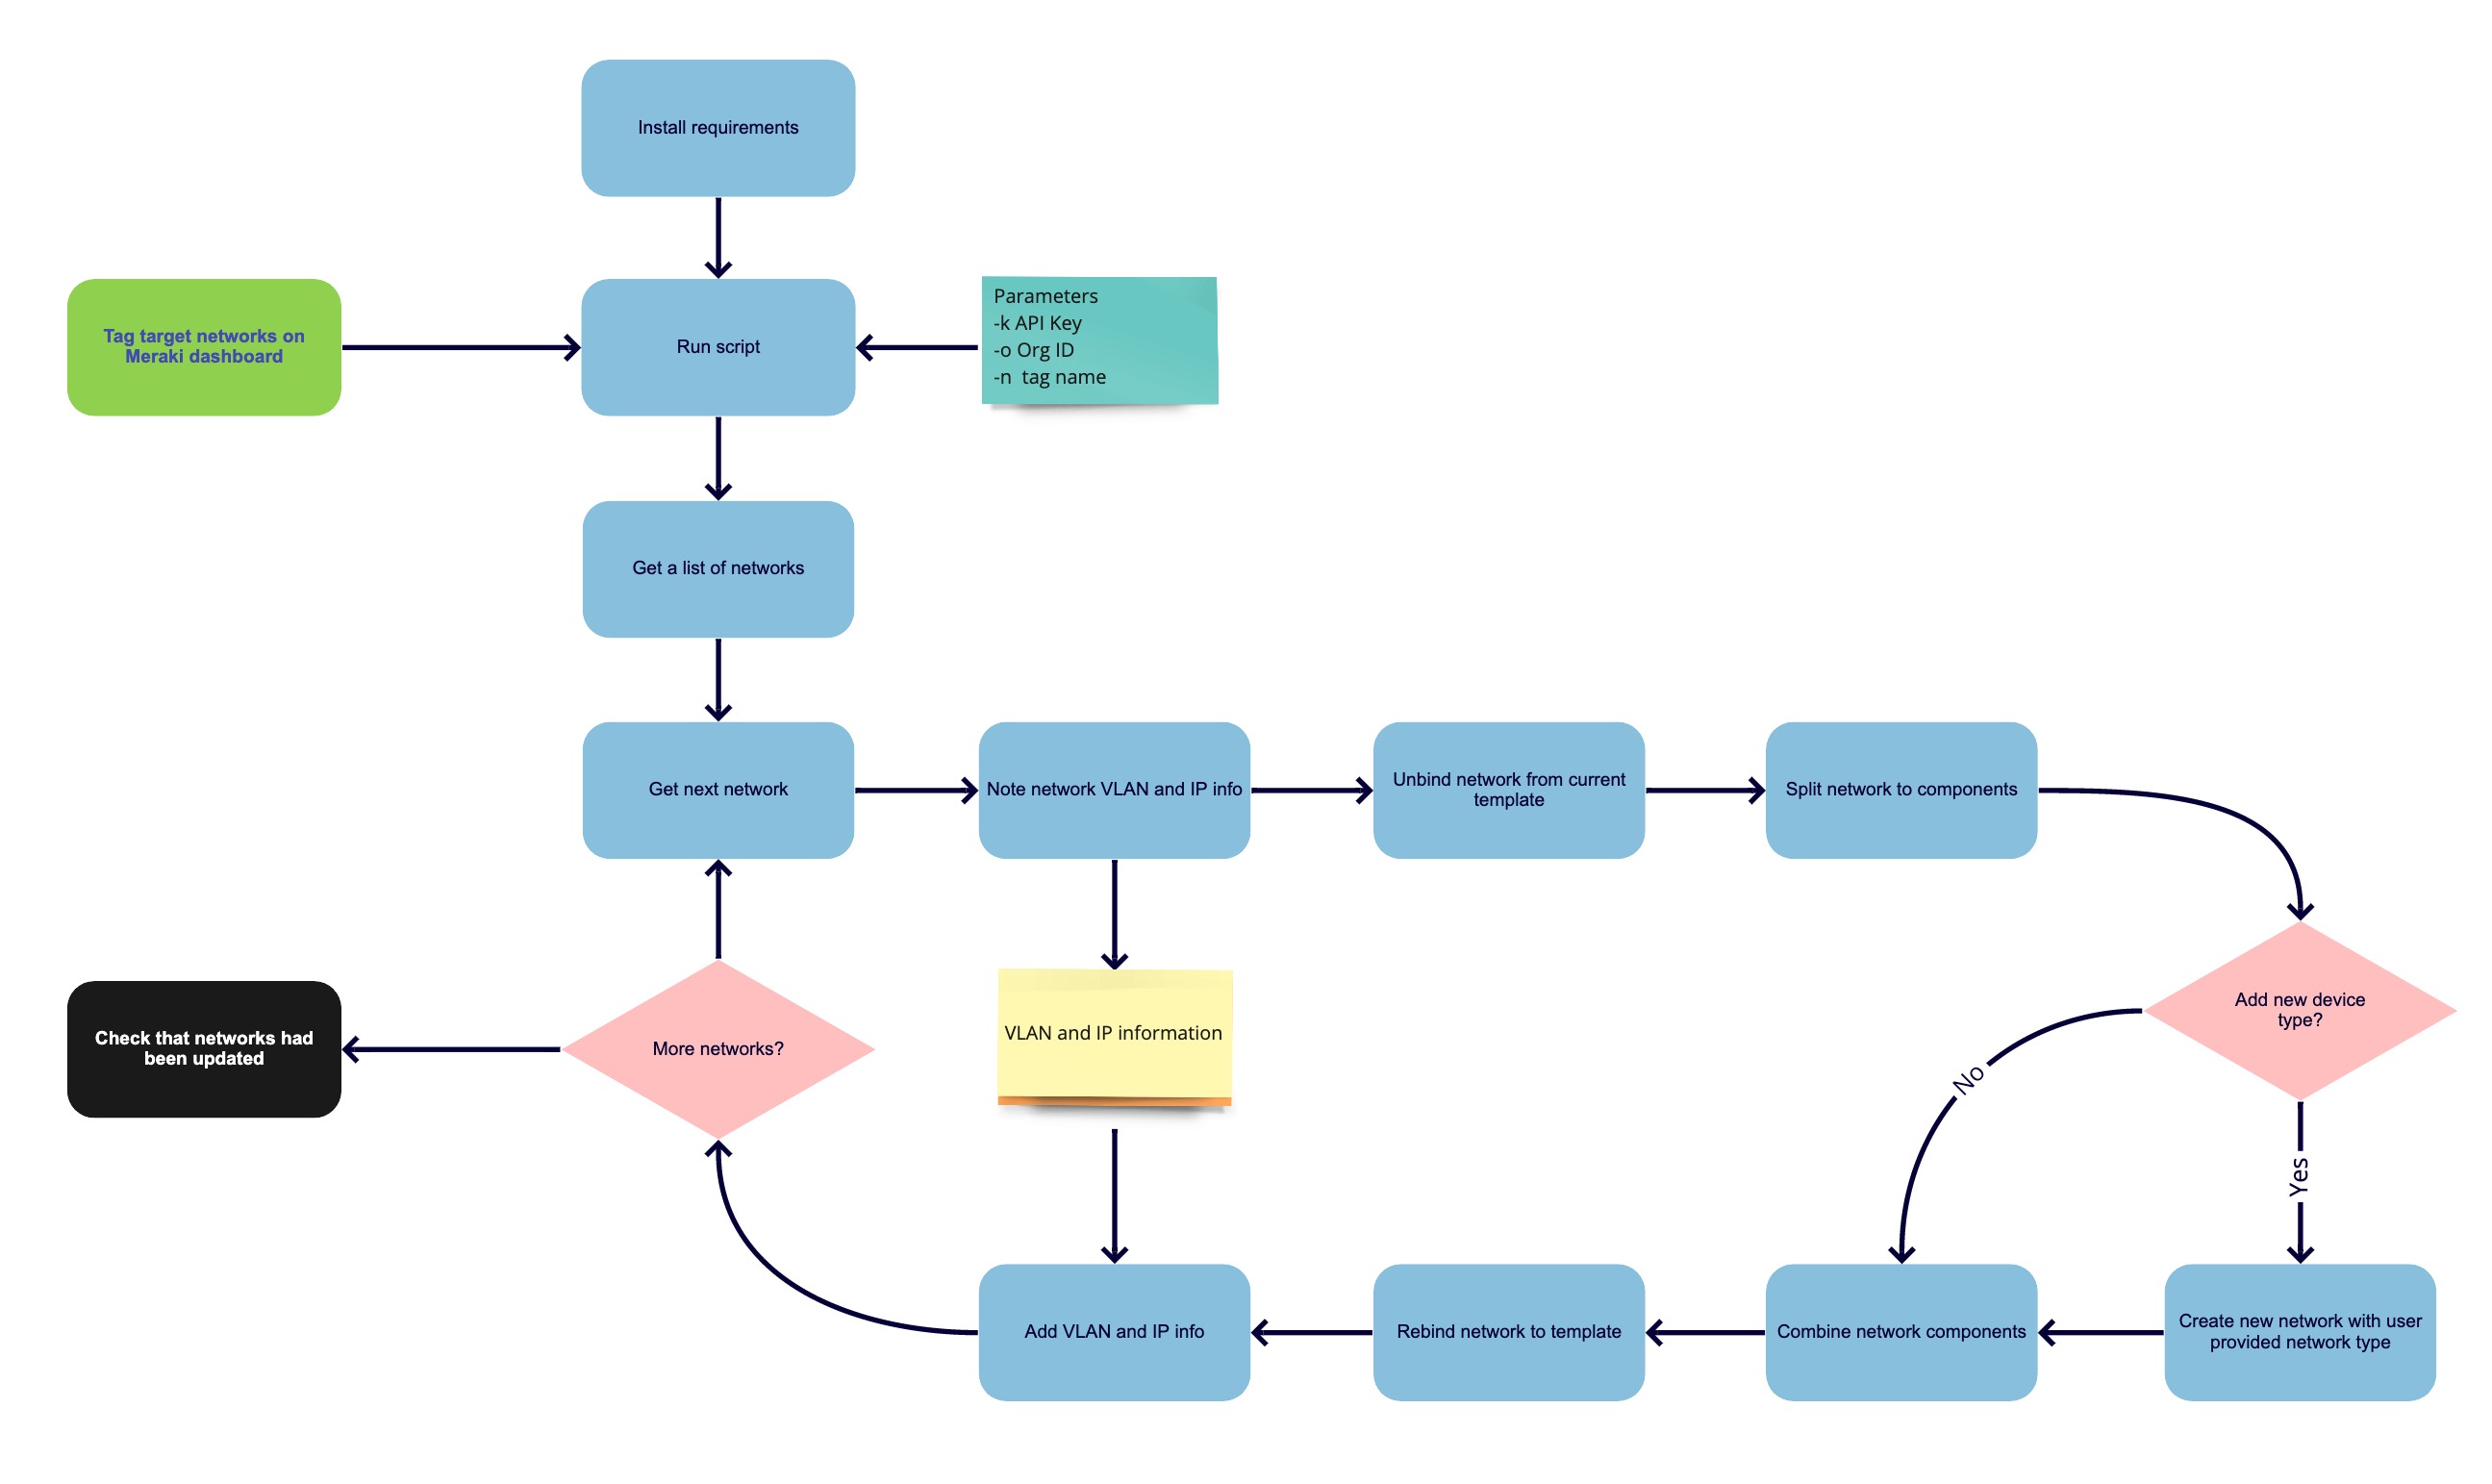 Install requirements
Tag target networks on
Meraki dashboard
Run script
Parameters
-k API Key
-o Org ID
-n  tag name
Get a list of networks
Get next network
Note network VLAN and IP info
Unbind network from current
template
Split network to components
Check that networks had
been updated
More networks?
VLAN and IP information
Add new device
type?
No
Yes
Add VLAN and IP info
Rebind network to template
Combine network components
Create new network with user
provided network type